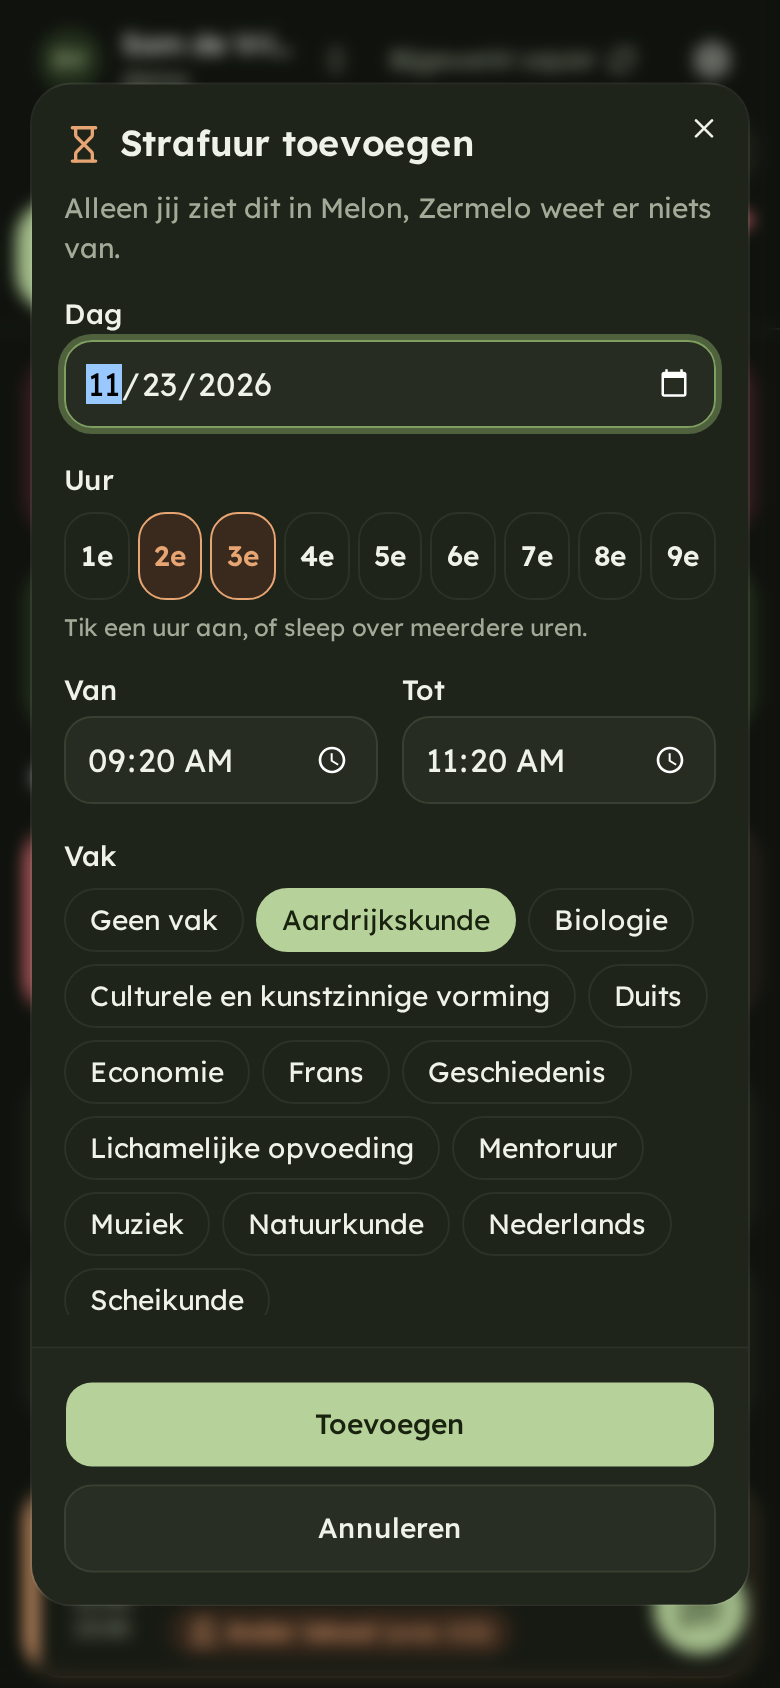 Strafuur toevoegen
Alleen jij ziet dit in Melon, Zermelo weet er niets
van.
Dag
11/23/2026
Uur
1e 2e 3e 4e 5e 6e 7e 8e 9e
Tik een uur aan, of sleep over meerdere uren.
Van Tot
09:20 AM 11:20 AM
Vak
Geen vak Aardrijkskunde Biologie
Culturele en kunstzinnige vorming Duits
Economie Frans Geschiedenis
Lichamelijke opvoeding Mentoruur
Muziek Natuurkunde Nederlands
Scheikunde
Toevoegen
Annuleren